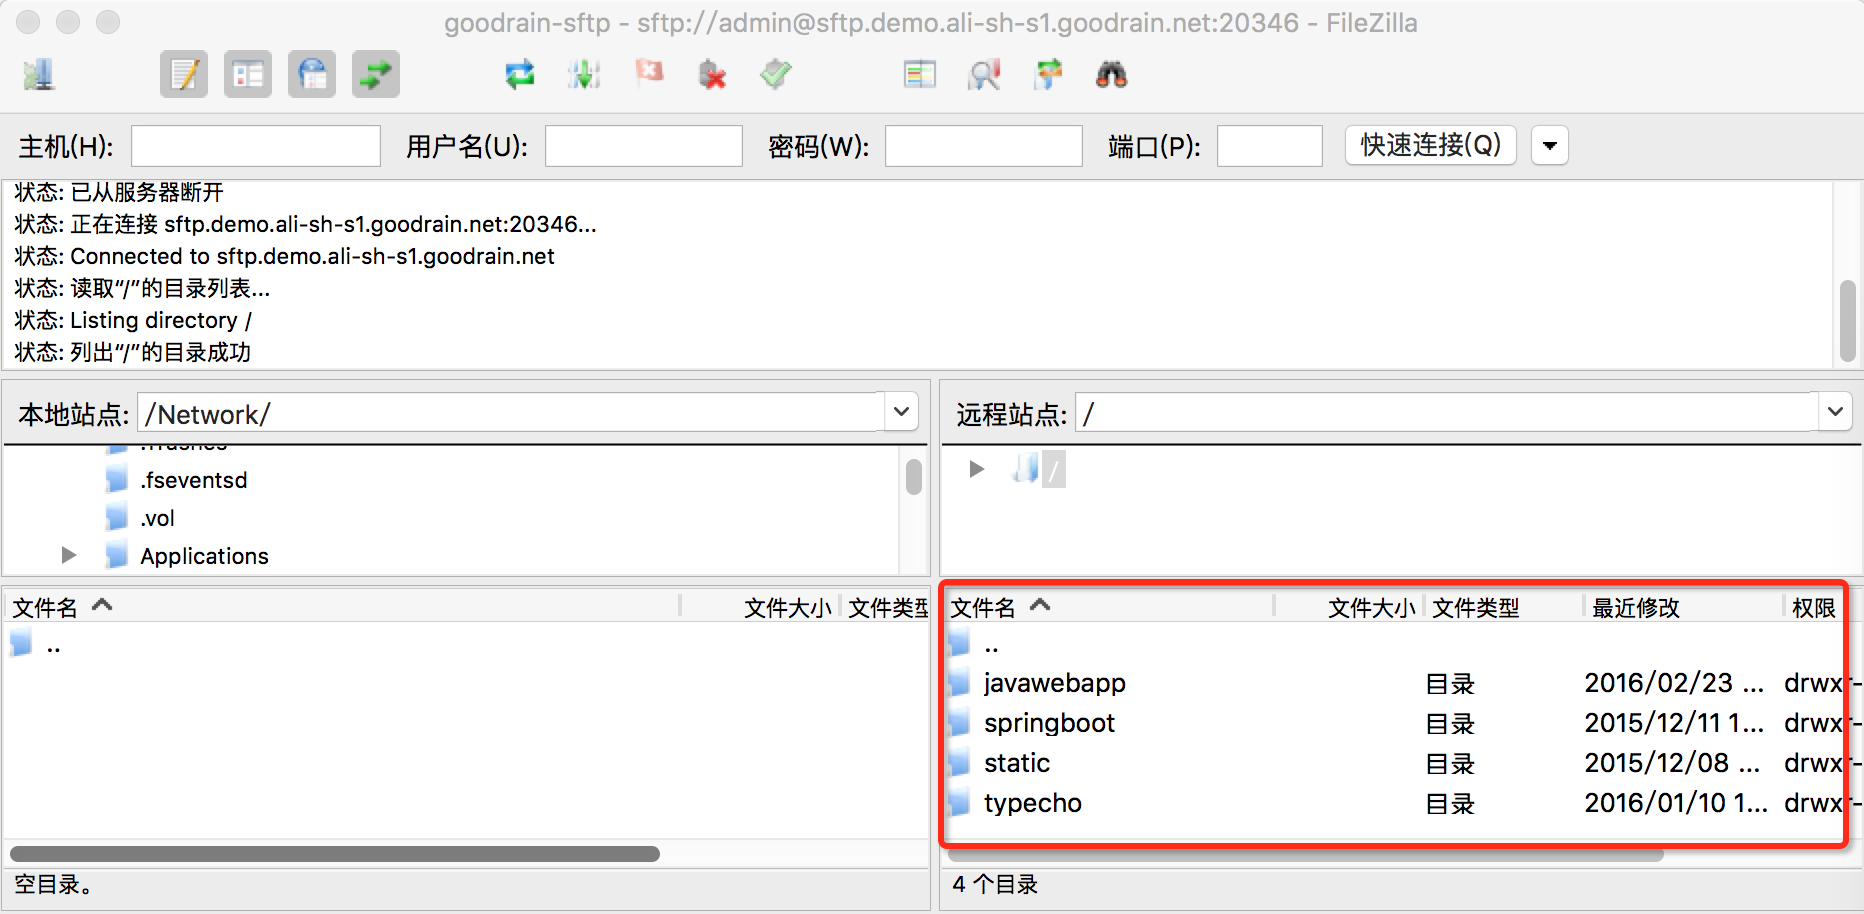 goodrain-sftp - sftp://admin@sftp.demo.ali-sh-s1.goodrain.net:20346 - FileZilla
主机(H): 用户名(U): 密码(W): 端口(P): 快速连接(Q)
状态: 已从服务器断开
状态: 正在连接 sftp.demo.ali-sh-s1.goodrain.net:20346...
状态: Connected to sftp.demo.ali-sh-s1.goodrain.net
状态: 读取“/”的目录列表...
状态: Listing directory /
状态: 列出“/”的目录成功
本地站点: /Network/
.fseventsd
.vol
Applications
文件名 文件大小 文件类型
..
空目录。
远程站点: /
/
文件名 文件大小 文件类型 最近修改 权限
..
javawebapp 目录 2016/02/23 ... drwxr-
springboot 目录 2015/12/11 1... drwxr-
static 目录 2015/12/08 ... drwxr-
typecho 目录 2016/01/10 1... drwxr-
4 个目录